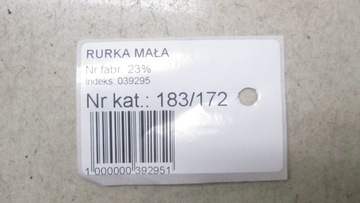 RURKA MAŁA
Nr fabr. 23%
Indeks: 039295
Nr kat.: 183/172
1 000000 392951